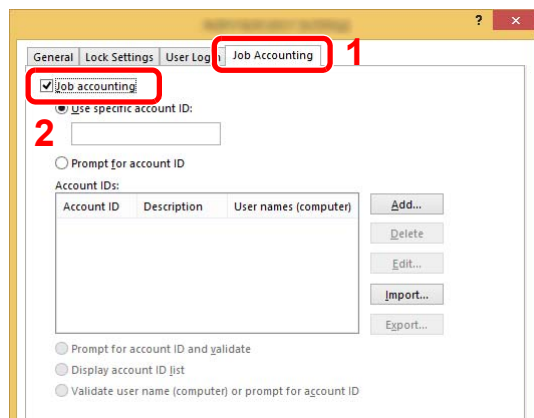 ?
General Lock Settings User Login Job Accounting 1
Job accounting
Use specific account ID:
2
Prompt for account ID
Account IDs:
Account ID Description User names (computer) Add...
Delete
Edit...
Import...
Export...
Prompt for account ID and validate
Display account ID list
Validate user name (computer) or prompt for account ID